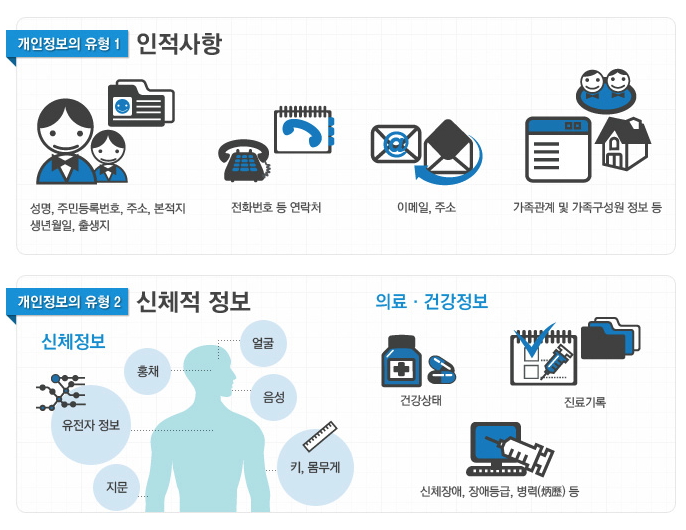 개인정보의 유형 1 인적사항
성명, 주민등록번호, 주소, 본적지
생년월일, 출생지
전화번호 등 연락처
이메일, 주소
가족관계 및 가족구성원 정보 등
개인정보의 유형 2 신체적 정보
신체정보
얼굴
홍채
음성
유전자 정보
키, 몸무게
지문
의료 · 건강정보
건강상태
진료기록
신체장애, 장애등급, 병력(病歷) 등